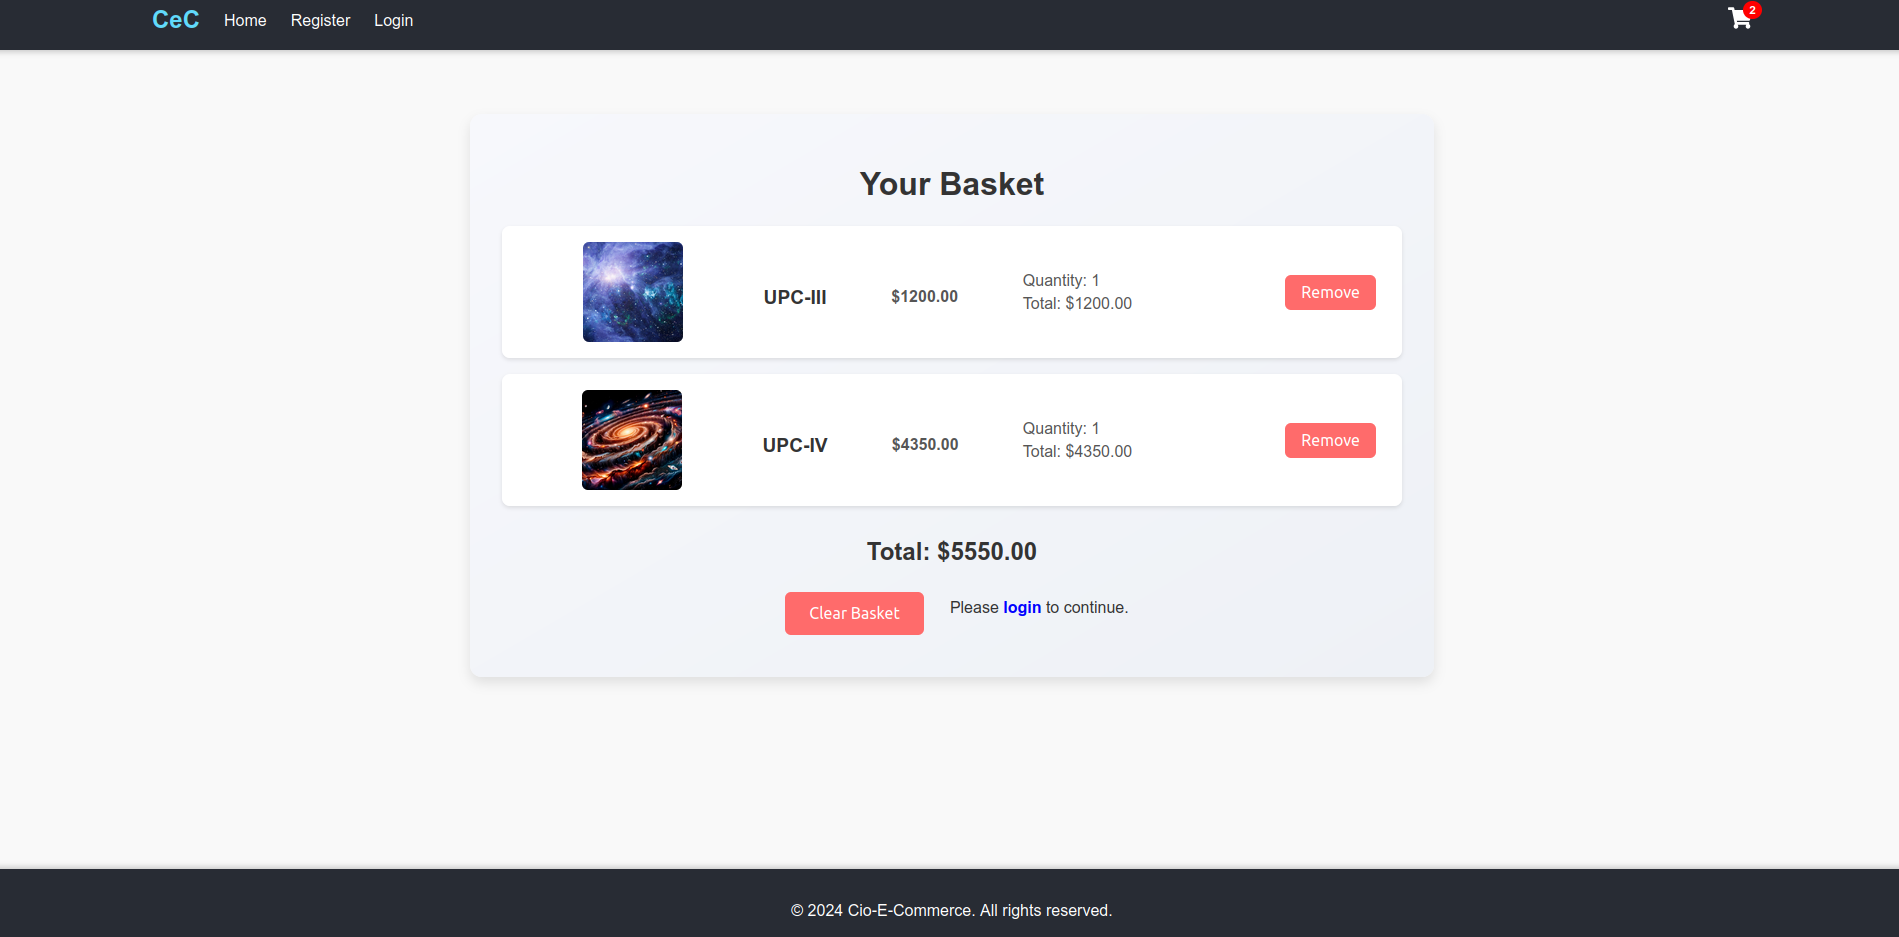 CeC Home Register Login 2
Your Basket
UPC-III $1200.00 Quantity: 1
Total: $1200.00
Remove
UPC-IV $4350.00 Quantity: 1
Total: $4350.00
Remove
Total: $5550.00
Clear Basket Please login to continue.
© 2024 Cio-E-Commerce. All rights reserved.